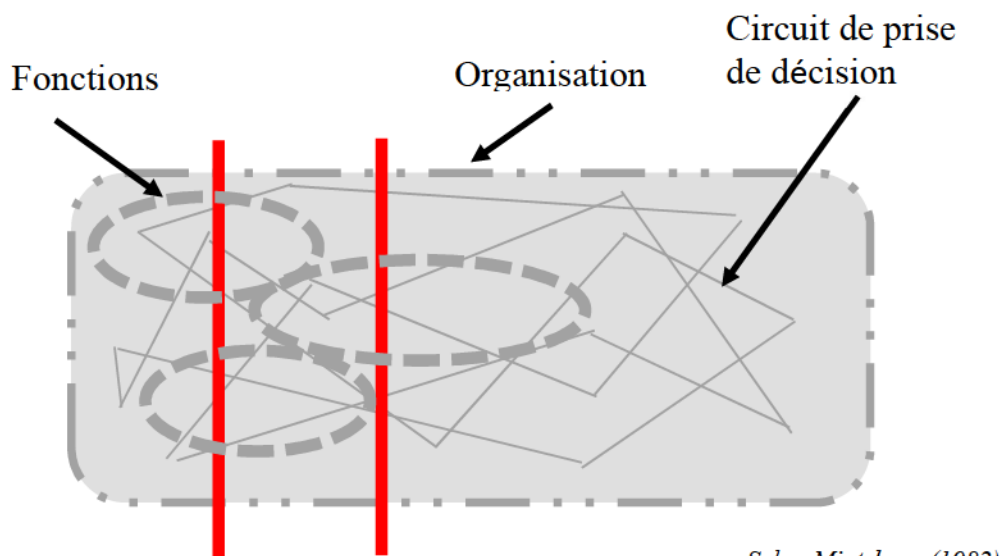 Circuit de prise
de décision
Fonctions
Organisation